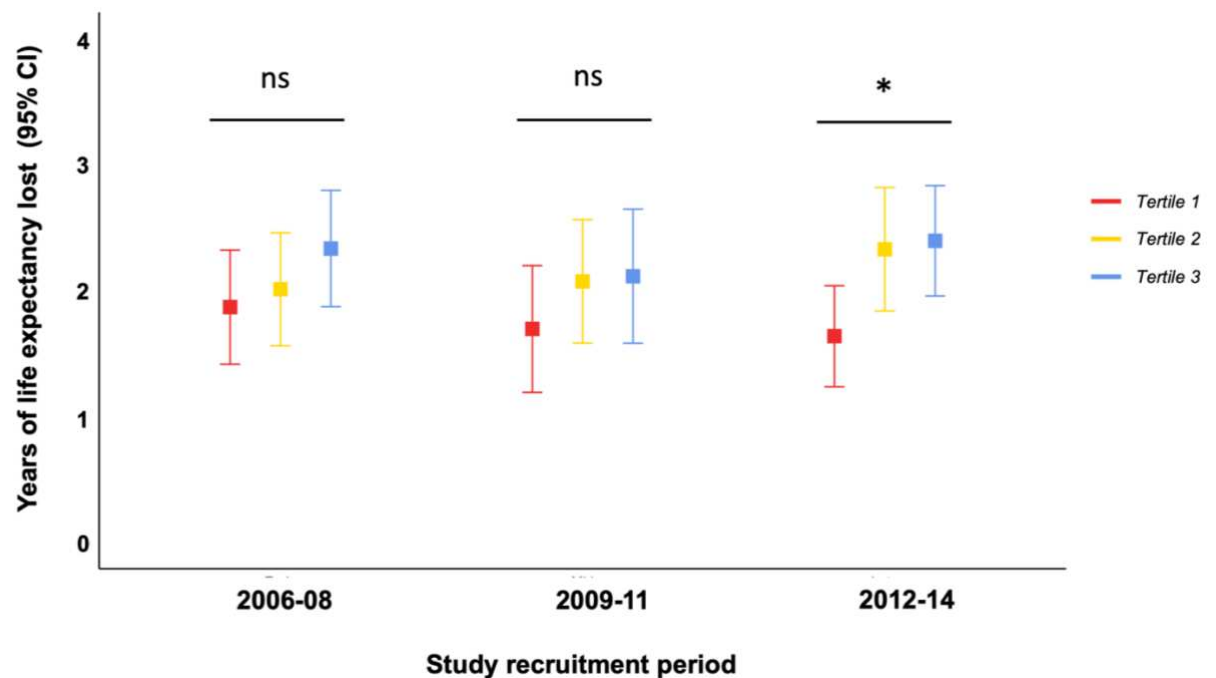 Years of life expectancy lost (95% CI)
4
3
2
1
0
ns
ns
*
Tertile 1
Tertile 2
Tertile 3
2006-08
2009-11
2012-14
Study recruitment period